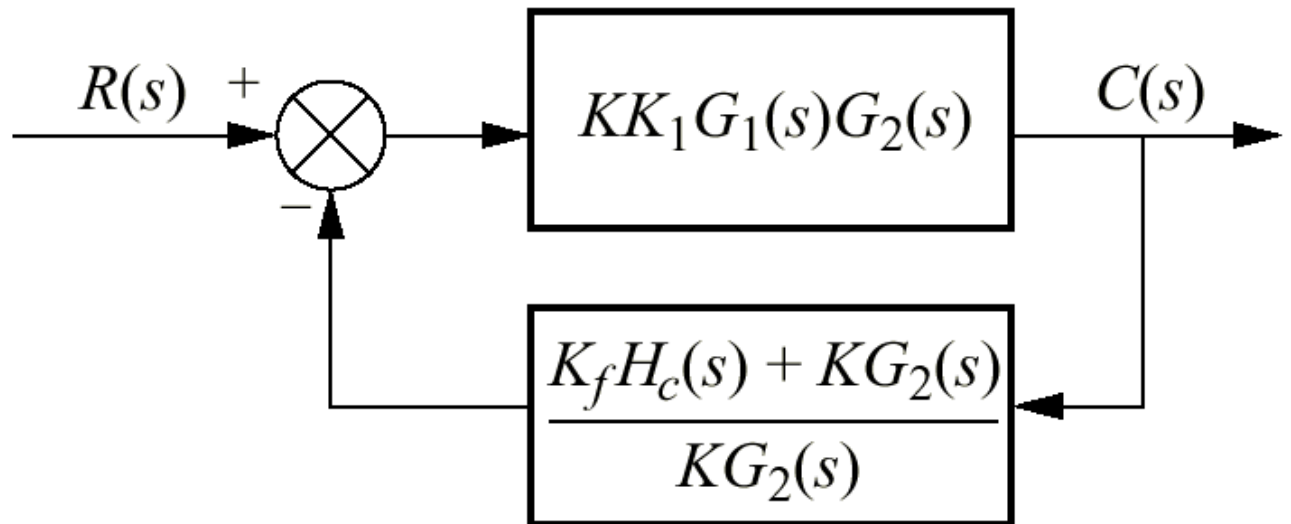 R(s) +
KK₁G₁(s)G₂(s)
C(s)
−
K_fH_c(s) + KG₂(s)
KG₂(s)